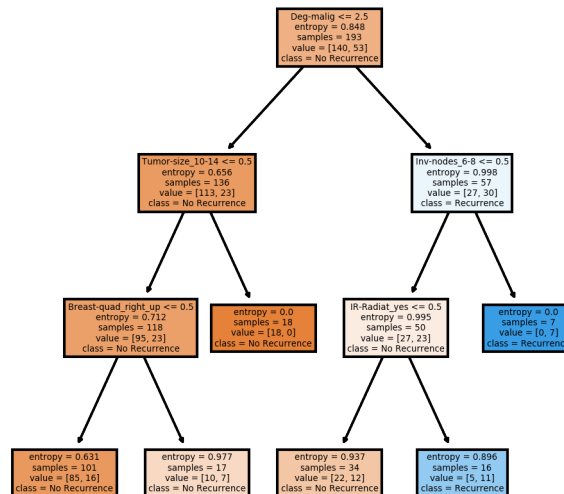 Deg-malig <= 2.5
entropy = 0.848
samples = 193
value = [140, 53]
class = No Recurrence
Tumor-size_10-14 <= 0.5
entropy = 0.656
samples = 136
value = [113, 23]
class = No Recurrence
Inv-nodes_6-8 <= 0.5
entropy = 0.998
samples = 57
value = [27, 30]
class = Recurrence
Breast-quad_right_up <= 0.5
entropy = 0.712
samples = 118
value = [95, 23]
class = No Recurrence
entropy = 0.0
samples = 18
value = [18, 0]
class = No Recurrence
IR-Radiat_yes <= 0.5
entropy = 0.995
samples = 50
value = [27, 23]
class = No Recurrence
entropy = 0.0
samples = 7
value = [0, 7]
class = Recurrence
entropy = 0.631
samples = 101
value = [85, 16]
class = No Recurrence
entropy = 0.977
samples = 17
value = [10, 7]
class = No Recurrence
entropy = 0.937
samples = 34
value = [22, 12]
class = No Recurrence
entropy = 0.896
samples = 16
value = [5, 11]
class = Recurrence